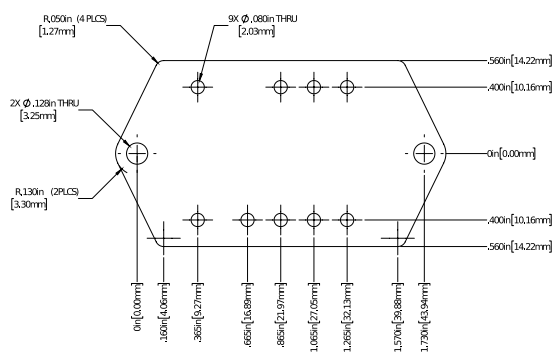 R.050in (4 PLCS)
[1.27mm]
9X Ø .080in THRU
[2.03mm]
.560in[14.22mm]
.400in[10.16mm]
2X Ø .128in THRU
[3.25mm]
0in[0.00mm]
R.130in (2PLCS)
[3.30mm]
.400in[10.16mm]
.560in[14.22mm]
0in[0.00mm]
.160in[4.06mm]
.365in[9.27mm]
.665in[16.89mm]
.865in[21.97mm]
1.065in[27.05mm]
1.265in[32.13mm]
1.570in[39.88mm]
1.730in[43.94mm]